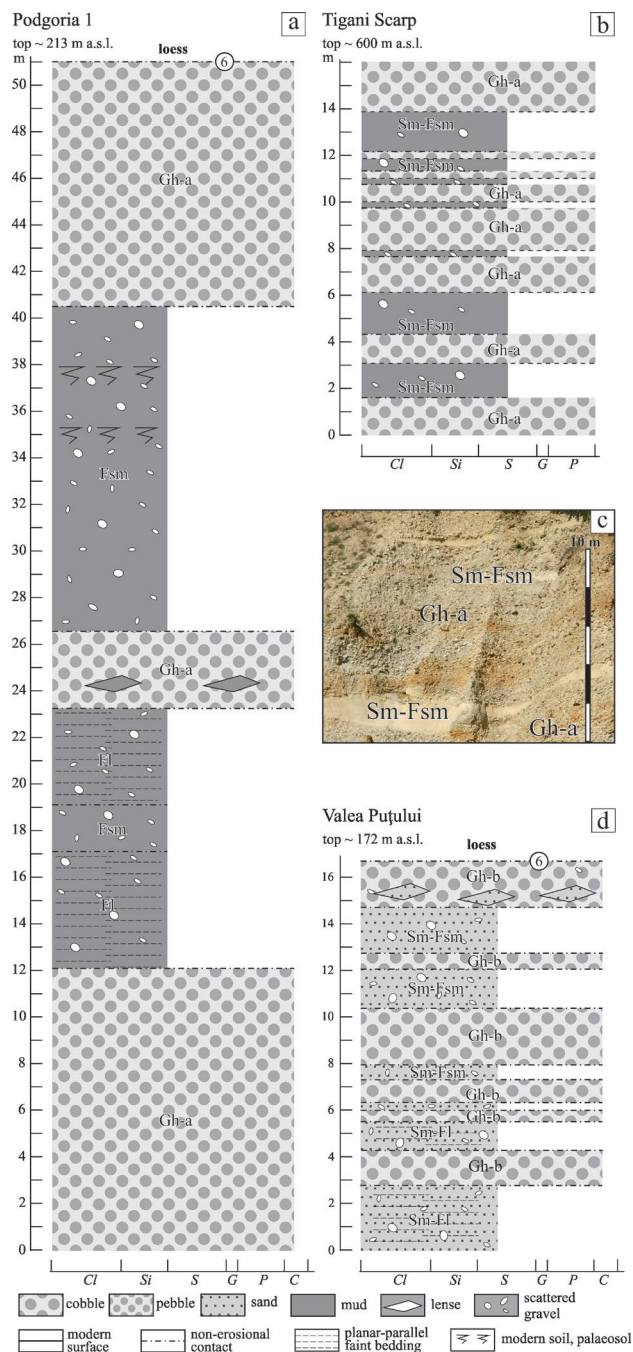 Podgoria 1
a
top ~ 213 m a.s.l.
m
loess
6
50
48
46
44
42
40
38
36
34
32
30
28
26
24
22
20
18
16
14
12
10
8
6
4
2
0
Gh-a
Fsm
Gh-a
Fl
Fsm
Fl
Gh-a
Cl Si S G P C
Tigani Scarp
b
top ~ 600 m a.s.l.
m
14
12
10
8
6
4
2
0
Gh-a
Sm-Fsm
Sm-Fsm
Gh-a
Gh-a
Gh-a
Sm-Fsm
Gh-a
Sm-Fsm
Gh-a
Cl Si S G P
c
10 m
Sm-Fsm
Gh-a
Sm-Fsm
Gh-a
Valea Puţului
d
top ~ 172 m a.s.l.
loess
m
6
16
14
12
10
8
6
4
2
0
Gh-b
Sm-Fsm
Gh-b
Sm-Fsm
Gh-b
Sm-Fsm
Gh-b
Gh-b
Sm-Fl
Gh-b
Sm-Fl
Cl Si S G P C
cobble
pebble
sand
mud
lense
scattered
gravel
modern
surface
non-erosional
contact
planar-parallel
faint bedding
modern soil, palaeosol